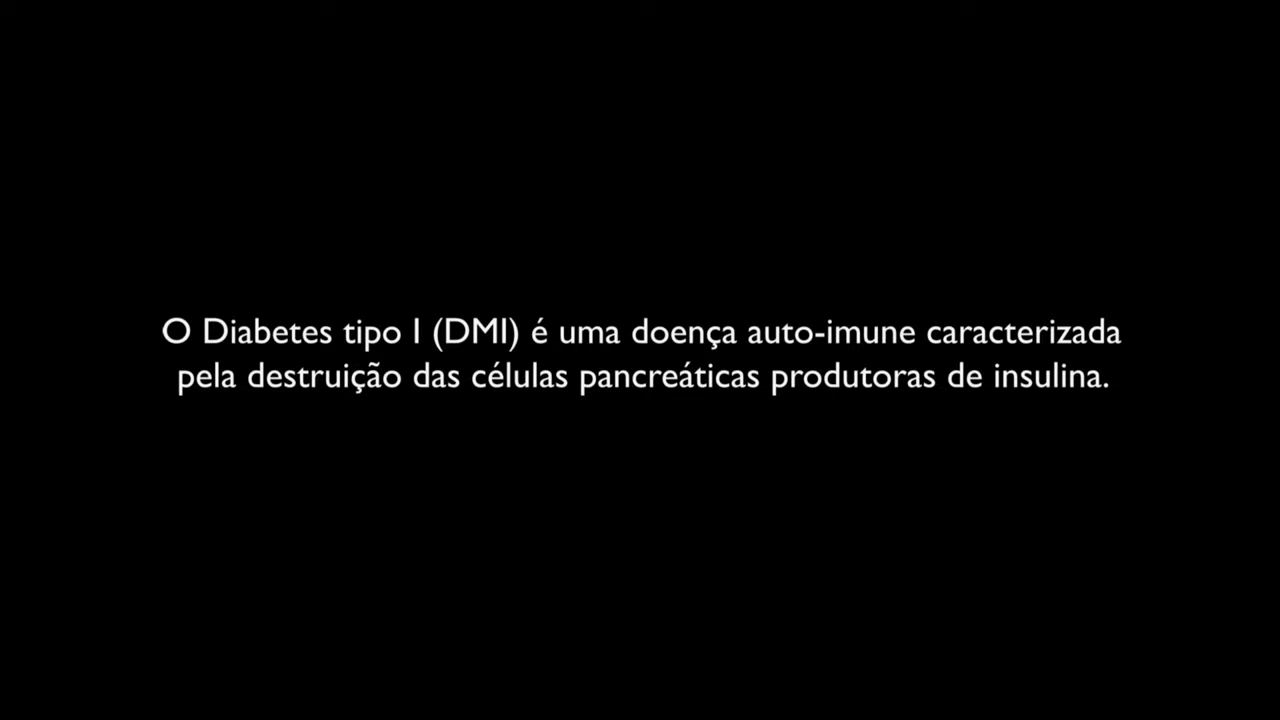 O Diabetes tipo I (DMI) é uma doença auto-imune caracterizada
pela destruição das células pancreáticas produtoras de insulina.